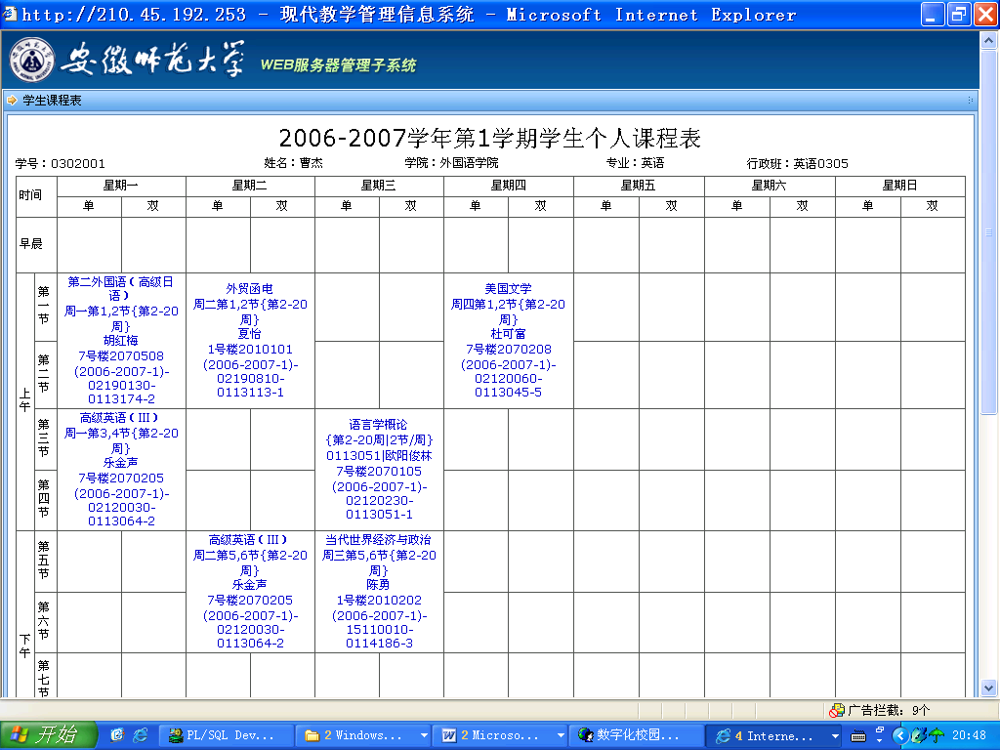 http://210.45.192.253 - 现代教学管理信息系统 - Microsoft Internet Explorer
安徽师范大学 WEB服务器管理子系统
学生课程表
2006-2007学年第1学期学生个人课程表
学号：0302001 姓名：曹杰 学院：外国语学院 专业：英语 行政班：英语0305
时间 星期一 星期二 星期三 星期四 星期五 星期六 星期日
单 双 单 双 单 双 单 双 单 双 单 双 单 双
早晨
上午
第一节
第二节
第二外国语（高级日
语）
周一第1,2节{第2-20
周}
胡红梅
7号楼2070508
(2006-2007-1)-
02190130-
0113174-2
外贸函电
周二第1,2节{第2-20
周}
夏怡
1号楼2010101
(2006-2007-1)-
02190810-
0113113-1
美国文学
周四第1,2节{第2-20
周}
杜可富
7号楼2070208
(2006-2007-1)-
02120060-
0113045-5
第三节
第四节
高级英语（III）
周一第3,4节{第2-20
周}
乐金声
7号楼2070205
(2006-2007-1)-
02120030-
0113064-2
语言学概论
{第2-20周|2节/周}
0113051|欧阳俊林
7号楼2070105
(2006-2007-1)-
02120230-
0113051-1
下午
第五节
第六节
高级英语（III）
周二第5,6节{第2-20
周}
乐金声
7号楼2070205
(2006-2007-1)-
02120030-
0113064-2
当代世界经济与政治
周三第5,6节{第2-20
周}
陈勇
1号楼2010202
(2006-2007-1)-
15110010-
0114186-3
第七节
广告拦截：9个
开始 PL/SQL Dev... 2 Windows... 2 Microso... 数字化校园... 4 Interne... 20:48